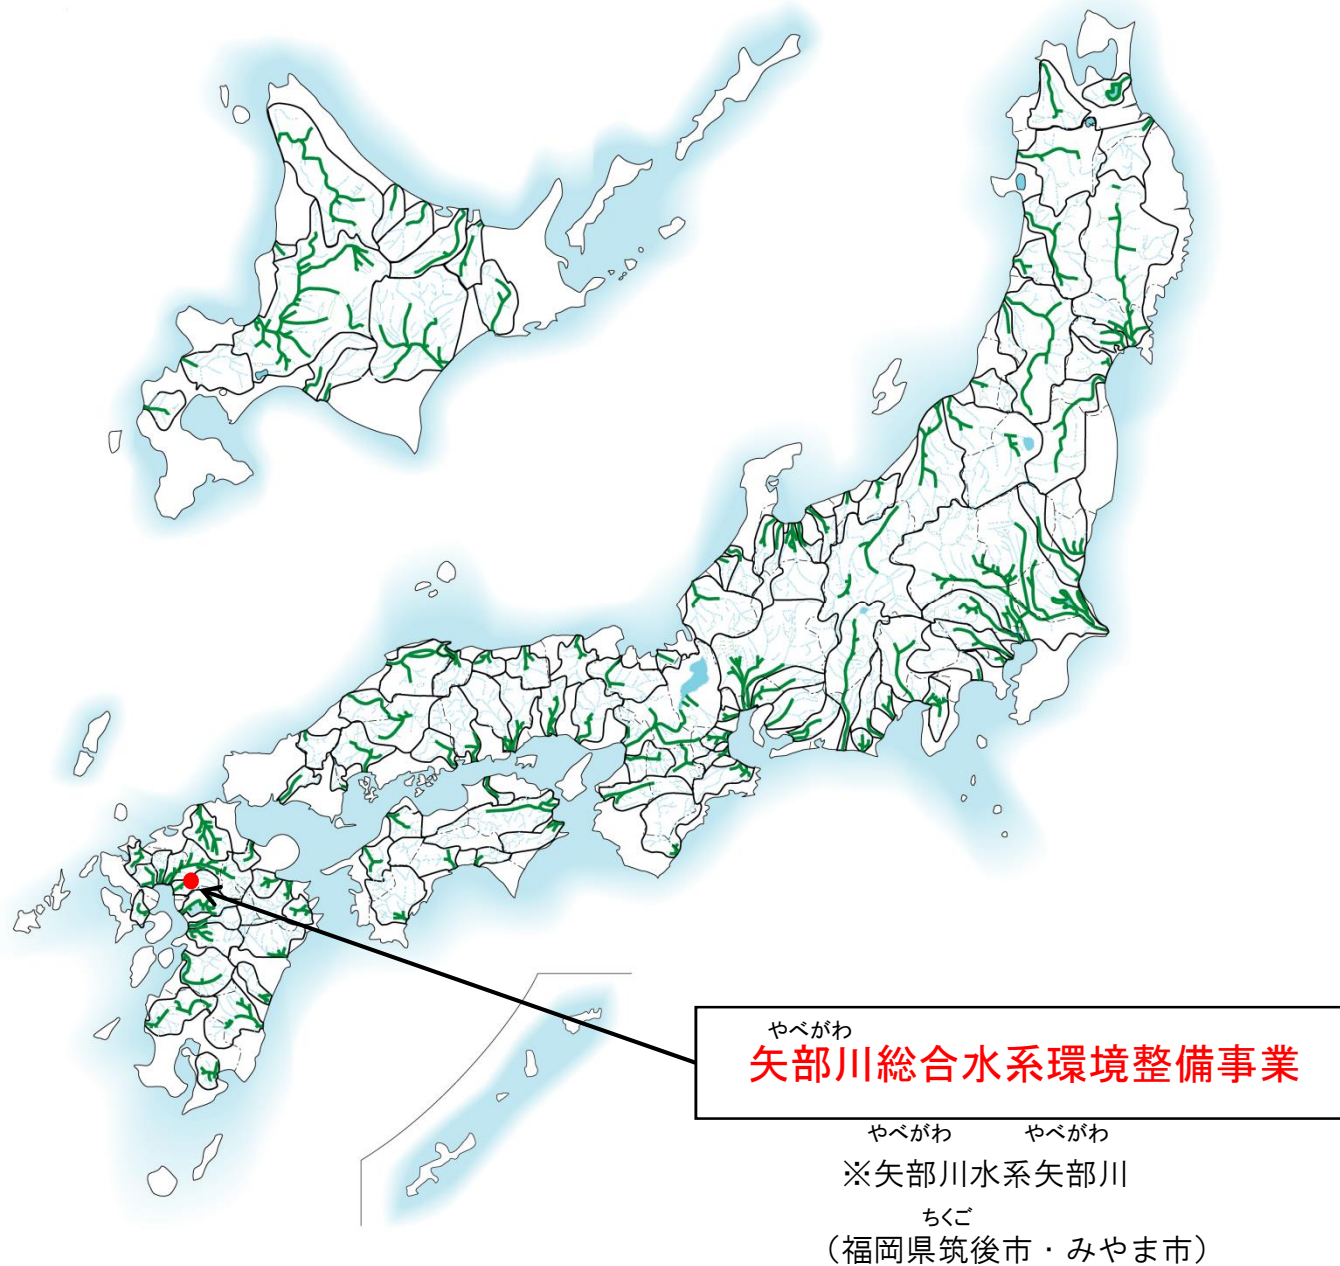 やべがわ
矢部川総合水系環境整備事業
やべがわ やべがわ
※矢部川水系矢部川
ちくご
（福岡県筑後市・みやま市）